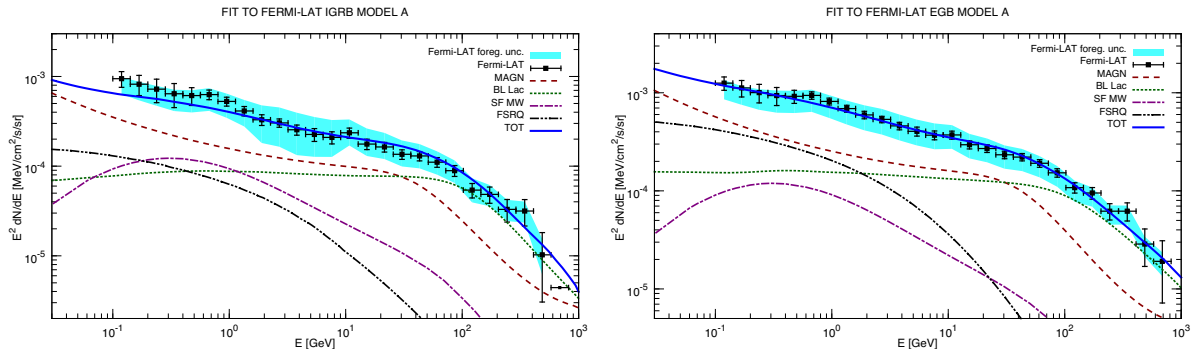 FIT TO FERMI-LAT IGRB MODEL A
E² dN/dE [MeV/cm²/s/sr]
10⁻³
10⁻⁴
10⁻⁵
Fermi-LAT foreg. unc.
Fermi-LAT
MAGN
BL Lac
SF MW
FSRQ
TOT
10⁻¹ 10⁰ 10¹ 10² 10³
E [GeV]
FIT TO FERMI-LAT EGB MODEL A
E² dN/dE [MeV/cm²/s/sr]
10⁻³
10⁻⁴
10⁻⁵
Fermi-LAT foreg. unc.
Fermi-LAT
MAGN
BL Lac
SF MW
FSRQ
TOT
10⁻¹ 10⁰ 10¹ 10² 10³
E [GeV]